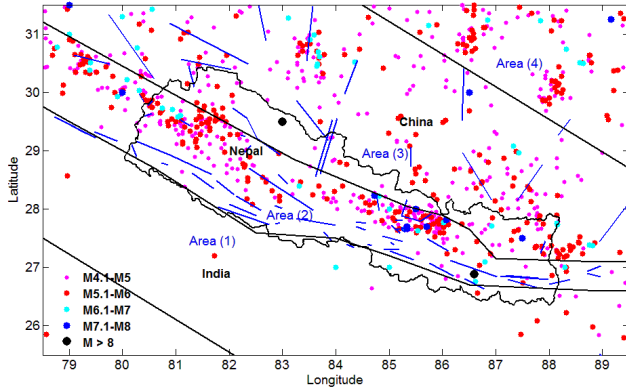 31
30
29
28
27
26
Latitude
79
80
81
82
83
84
85
86
87
88
89
Longitude
Area (4)
China
Nepal
Area (3)
Area (2)
Area (1)
India
M4.1-M5
M5.1-M6
M6.1-M7
M7.1-M8
M > 8